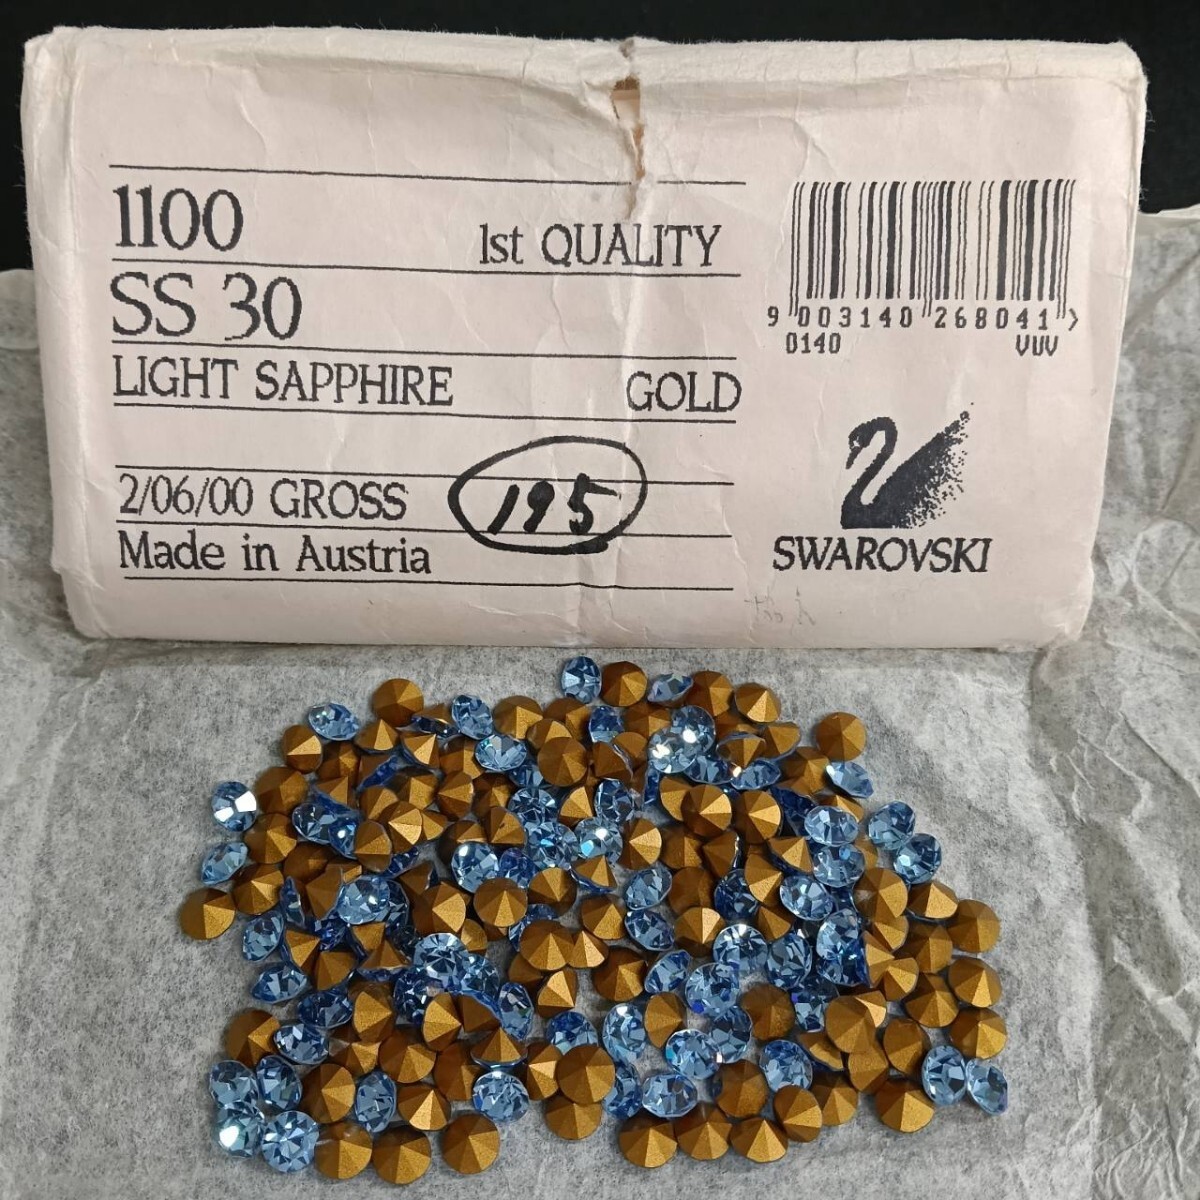 1100 1st QUALITY
SS 30
LIGHT SAPPHIRE GOLD
2/06/00 GROSS 195
Made in Austria
9 003140 268041 >
0140 VUV
SWAROVSKI